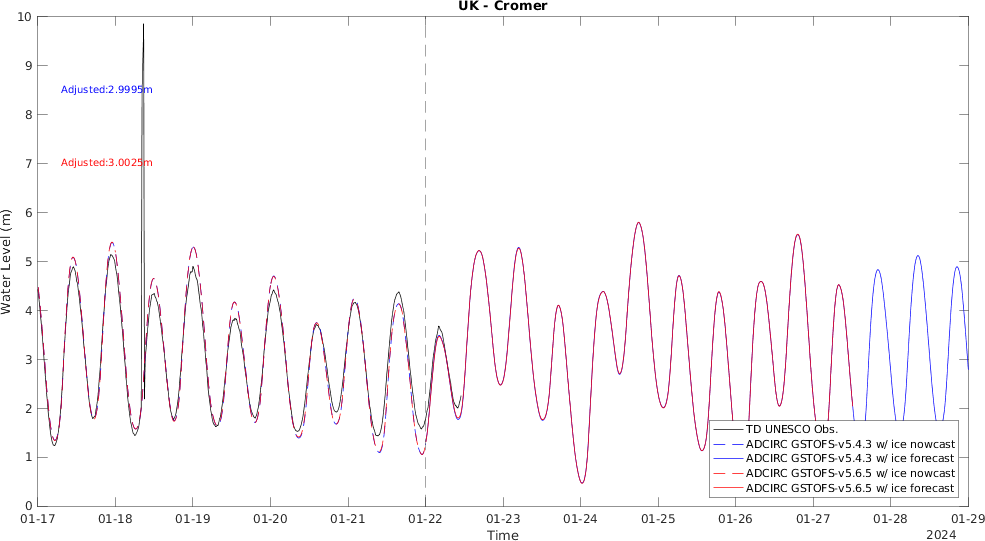 UK - Cromer
10
9
8
7
6
5
4
3
2
1
0
Water Level (m)
Adjusted:2.9995m
Adjusted:3.0025m
TD UNESCO Obs.
ADCIRC GSTOFS-v5.4.3 w/ ice nowcast
ADCIRC GSTOFS-v5.4.3 w/ ice forecast
ADCIRC GSTOFS-v5.6.5 w/ ice nowcast
ADCIRC GSTOFS-v5.6.5 w/ ice forecast
01-17 01-18 01-19 01-20 01-21 01-22 01-23 01-24 01-25 01-26 01-27 01-28 01-29
Time
2024